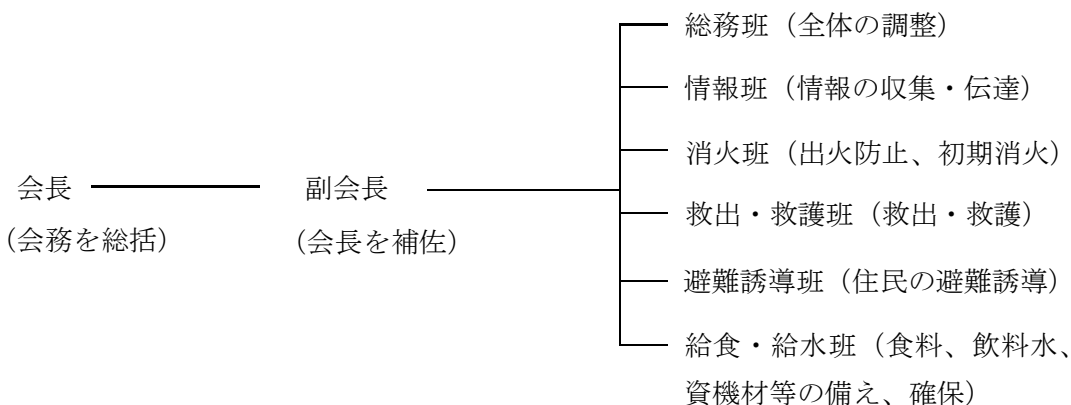 総務班（全体の調整）
情報班（情報の収集・伝達）
消火班（出火防止、初期消火）
会長
副会長
救出・救護班（救出・救護）
（会務を総括）
（会長を補佐）
避難誘導班（住民の避難誘導）
給食・給水班（食料、飲料水、
資機材等の備え、確保）